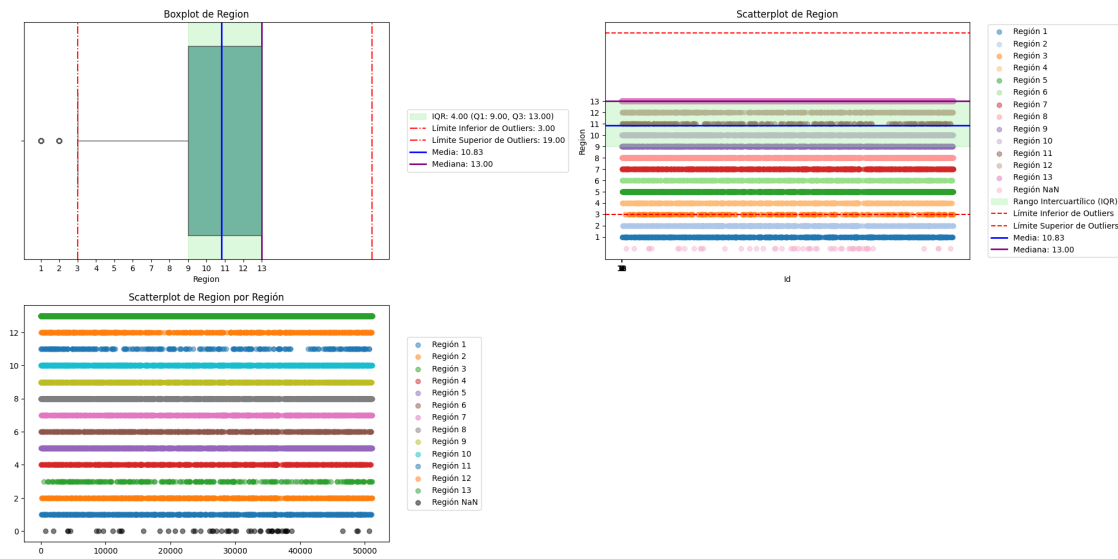 Boxplot de Region
1 2 3 4 5 6 7 8 9 10 11 12 13
Region
IQR: 4.00 (Q1: 9.00, Q3: 13.00)
Límite Inferior de Outliers: 3.00
Límite Superior de Outliers: 19.00
Media: 10.83
Mediana: 13.00
Scatterplot de Region
Region
13
12
11
10
9
8
7
6
5
4
3
2
1
Id
Región 1
Región 2
Región 3
Región 4
Región 5
Región 6
Región 7
Región 8
Región 9
Región 10
Región 11
Región 12
Región 13
Región NaN
Rango Intercuartílico (IQR)
Límite Inferior de Outliers
Límite Superior de Outliers
Media: 10.83
Mediana: 13.00
Scatterplot de Region por Región
12
10
8
6
4
2
0
0 10000 20000 30000 40000 50000
Región 1
Región 2
Región 3
Región 4
Región 5
Región 6
Región 7
Región 8
Región 9
Región 10
Región 11
Región 12
Región 13
Región NaN